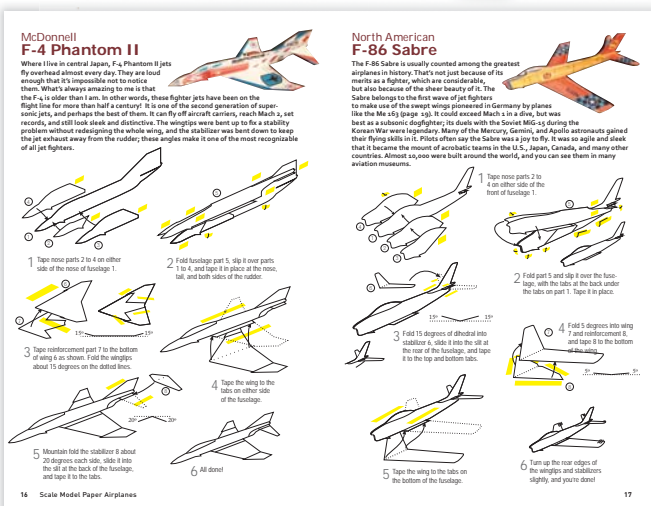 McDonnell
F-4 Phantom II
Where I live in central Japan, F-4 Phantom II jets
fly overhead almost every day. They are loud
enough that it's impossible not to notice
them. What's always amazing to me is that
the F-4 is older than I am. In other words, these fighter jets have been on the
flight line for more than half a century! It is one of the second generation of super-
sonic jets, and perhaps the best of them. It can fly off aircraft carriers, reach Mach 2, set
records, and still look sleek and distinctive. The wingtips were bent up to fix a stability
problem without redesigning the whole wing, and the stabilizer was bent down to keep
the jet exhaust away from the rudder; these angles make it one of the most recognizable
of all jet fighters.
1 Tape nose parts 2 to 4 on either
side of the nose of fuselage 1.
2 Fold fuselage part 5, slip it over parts
1 to 4, and tape it in place at the nose,
tail, and both sides of the rudder.
15° 15°
3 Tape reinforcement part 7 to the bottom
of wing 6 as shown. Fold the wingtips
about 15 degrees on the dotted lines.
4 Tape the wing to the
tabs on either side
of the fuselage.
20° 20°
5 Mountain fold the stabilizer 8 about
20 degrees each side, slide it into
the slit at the back of the fuselage,
and tape it to the tabs.
6 All done!
16 Scale Model Paper Airplanes
North American
F-86 Sabre
The F-86 Sabre is usually counted among the greatest
airplanes in history. That's not just because of its
merits as a fighter, which are considerable,
but also because of the sheer beauty of it. The
Sabre belongs to the first wave of jet fighters
to make use of the swept wings pioneered in Germany by planes
like the Me 163 (page 19). It could exceed Mach 1 in a dive, but was
best as a subsonic dogfighter; its duels with the Soviet MiG-15 during the
Korean War were legendary. Many of the Mercury, Gemini, and Apollo astronauts gained
their flying skills in it. Pilots often say the Sabre was a joy to fly. It was so agile and sleek
that it became the mount of acrobatic teams in the U.S., Japan, Canada, and many other
countries. Almost 10,000 were built around the world, and you can see them in many
aviation museums.
1 Tape nose parts 2 to
4 on either side of the
front of fuselage 1.
2 Fold part 5 and slip it over the fuse-
lage, with the tabs at the back under
the tabs on part 1. Tape it in place.
15° 15°
3 Fold 15 degrees of dihedral into
stabilizer 6, slide it into the slit at
the rear of the fuselage, and tape
it to the top and bottom tabs.
4 Fold 5 degrees into wing
7 and reinforcement 8,
and tape 8 to the bottom
of the wing.
5° 5°
5 Tape the wing to the tabs on
the bottom of the fuselage.
6 Turn up the rear edges of
the wingtips and stabilizers
slightly, and you're done!
17